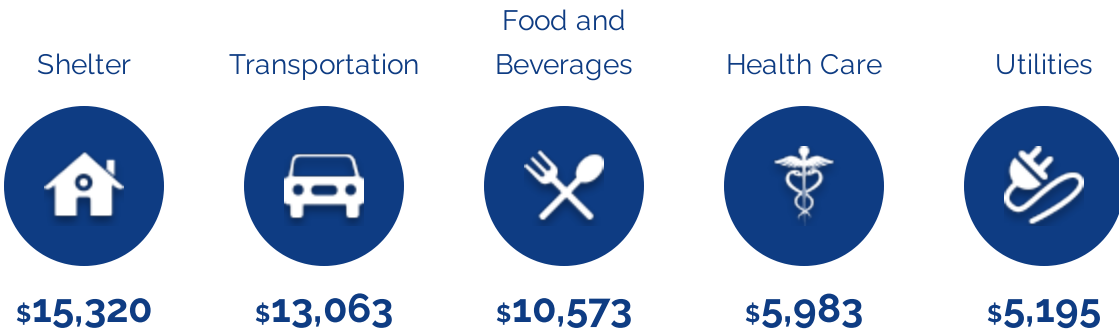 Shelter
Transportation
Food and
Beverages
Health Care
Utilities
$15,320
$13,063
$10,573
$5,983
$5,195